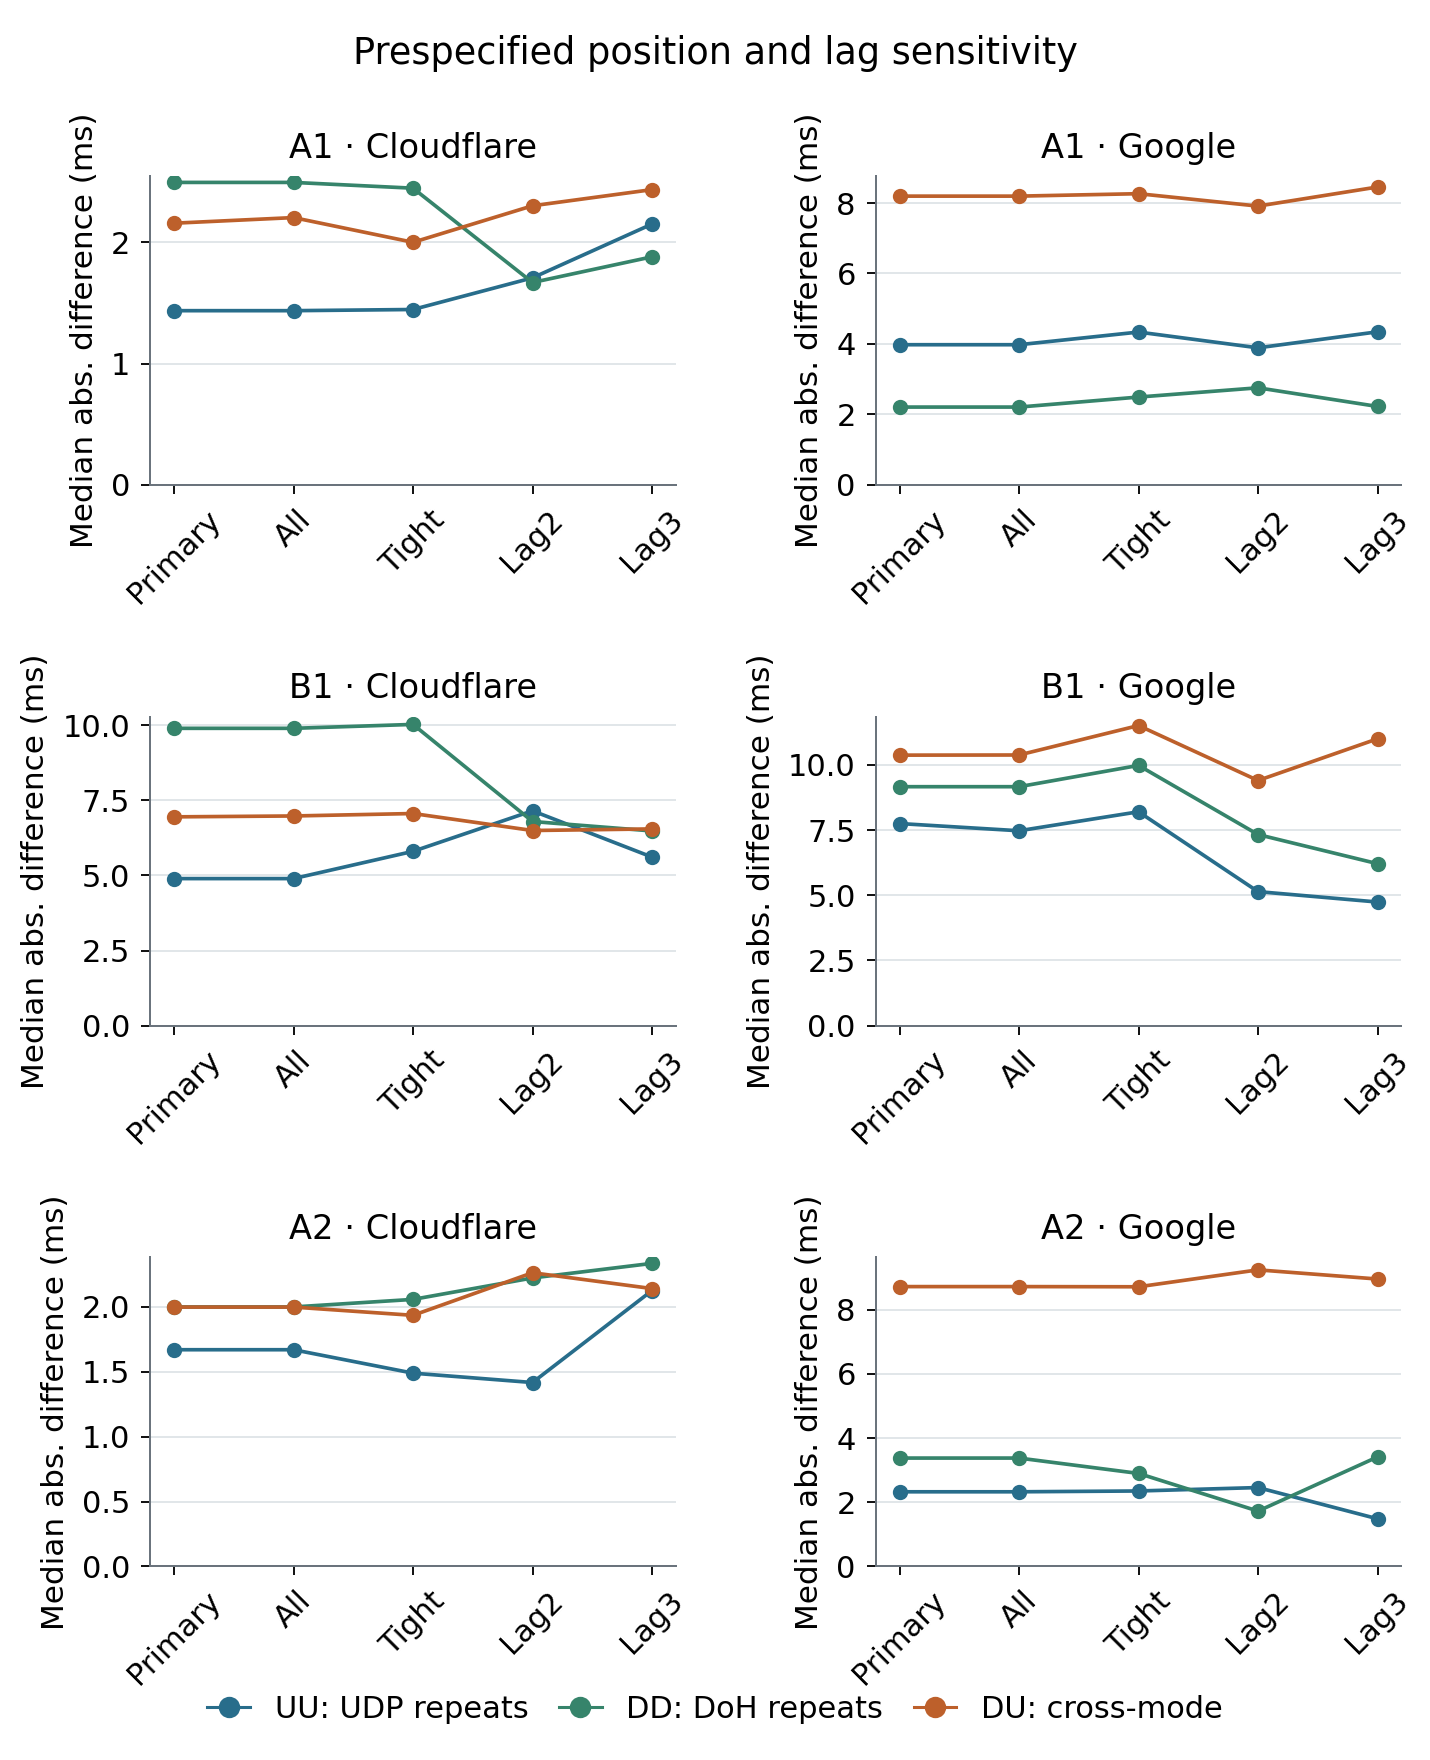 Prespecified position and lag sensitivity
A1 · Cloudflare
Median abs. difference (ms)
2
1
0
Primary
All
Tight
Lag2
Lag3
A1 · Google
Median abs. difference (ms)
8
6
4
2
0
Primary
All
Tight
Lag2
Lag3
B1 · Cloudflare
Median abs. difference (ms)
10.0
7.5
5.0
2.5
0.0
Primary
All
Tight
Lag2
Lag3
B1 · Google
Median abs. difference (ms)
10.0
7.5
5.0
2.5
0.0
Primary
All
Tight
Lag2
Lag3
A2 · Cloudflare
Median abs. difference (ms)
2.0
1.5
1.0
0.5
0.0
Primary
All
Tight
Lag2
Lag3
A2 · Google
Median abs. difference (ms)
8
6
4
2
0
Primary
All
Tight
Lag2
Lag3
UU: UDP repeats
DD: DoH repeats
DU: cross-mode